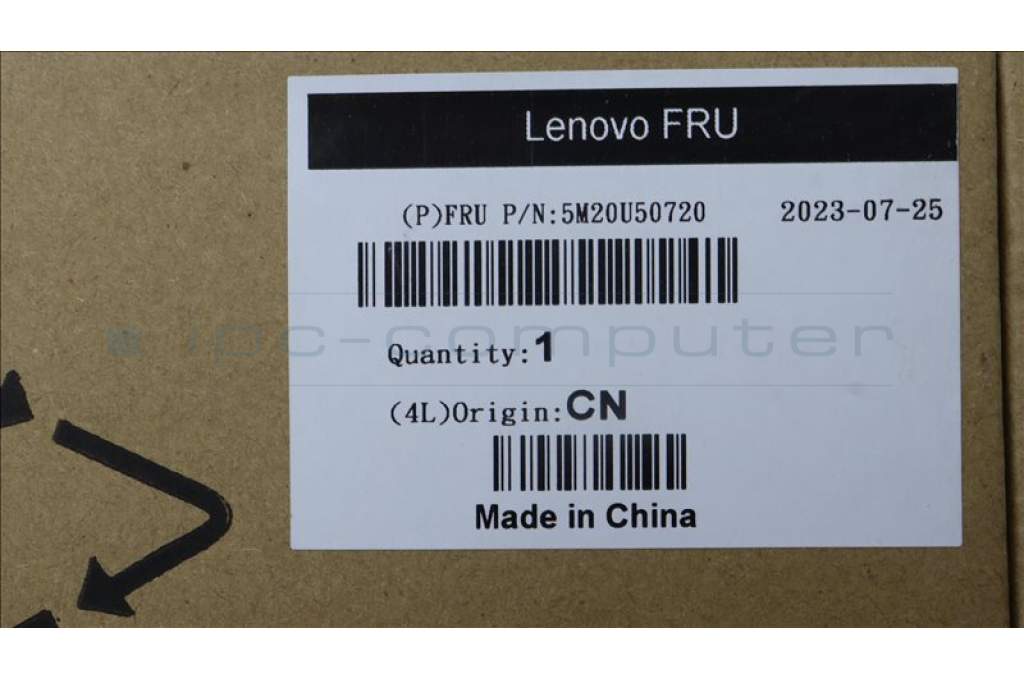 Lenovo FRU
(P)FRU P/N:5M20U50720 2023-07-25
ipc-computer
Quantity:1
(4L)Origin:CN
Made in China